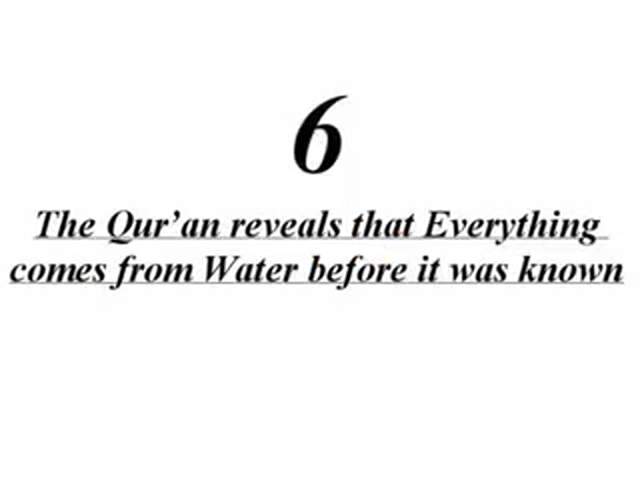 6
The Qur’an reveals that Everything
comes from Water before it was known